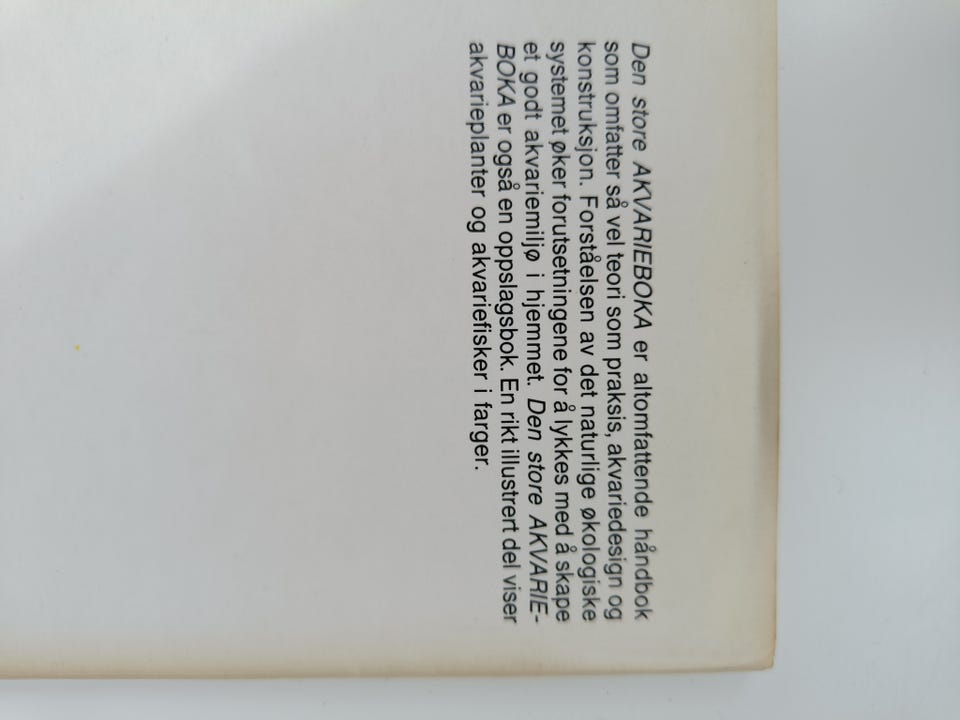 Den store AKVARIEBOKA er altomfattende håndbok
som omfatter så vel teori som praksis, akvariedesign og
konstruksjon. Forståelsen av det naturlige økologiske
systemet øker forutsetningene for å lykkes med å skape
et godt akvariemiljø i hjemmet. Den store AKVARIE-
BOKA er også en oppslagsbok. En rikt illustrert del viser
akvarieplanter og akvariefisker i farger.